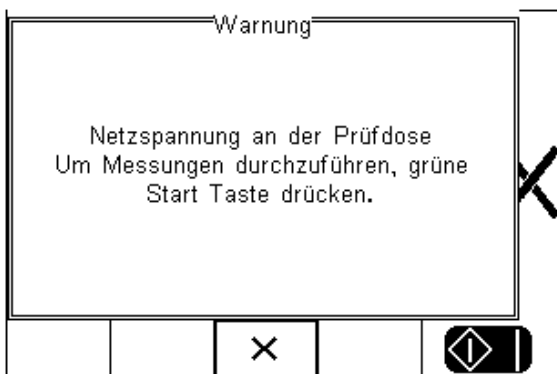 Warnung
Netzspannung an der Prüfdose
Um Messungen durchzuführen, grüne
Start Taste drücken.